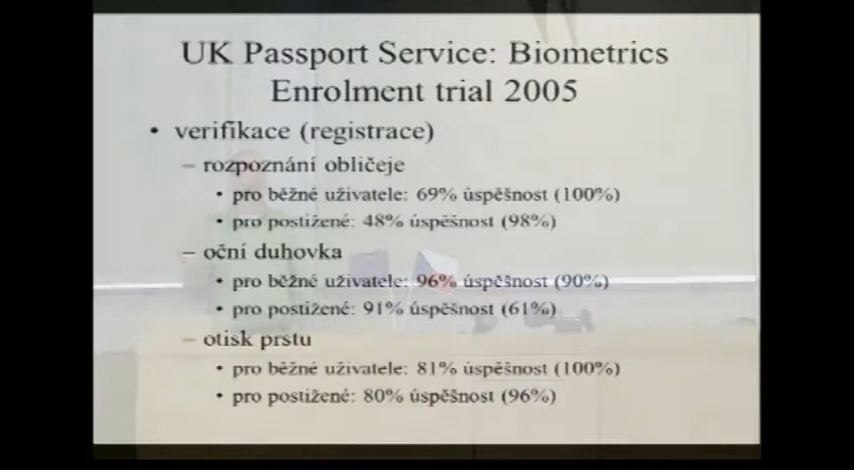 UK Passport Service: Biometrics
Enrolment trial 2005
• verifikace (registrace)
– rozpoznání obličeje
• pro běžné uživatele: 69% úspěšnost (100%)
• pro postižené: 48% úspěšnost (98%)
– oční duhovka
• pro běžné uživatele: 96% úspěšnost (90%)
• pro postižené: 91% úspěšnost (61%)
– otisk prstu
• pro běžné uživatele: 81% úspěšnost (100%)
• pro postižené: 80% úspěšnost (96%)